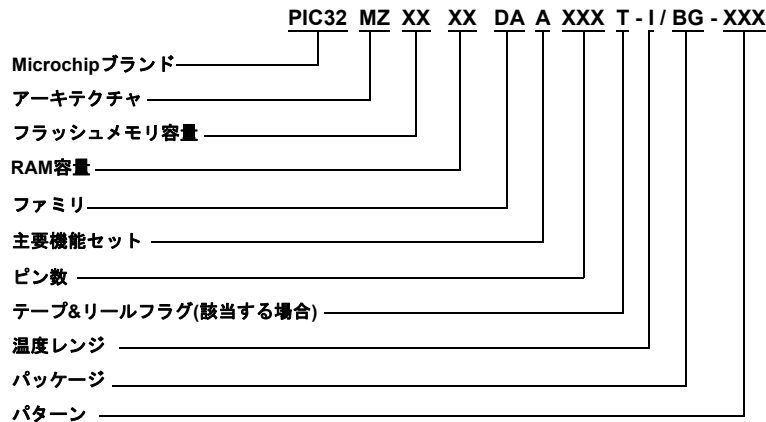 PIC32 MZ XX XX DA A XXX T - I / BG - XXX
Microchipブランド
アーキテクチャ
フラッシュメモリ容量
RAM容量
ファミリ
主要機能セット
ピン数
テープ&リールフラグ(該当する場合)
温度レンジ
パッケージ
パターン